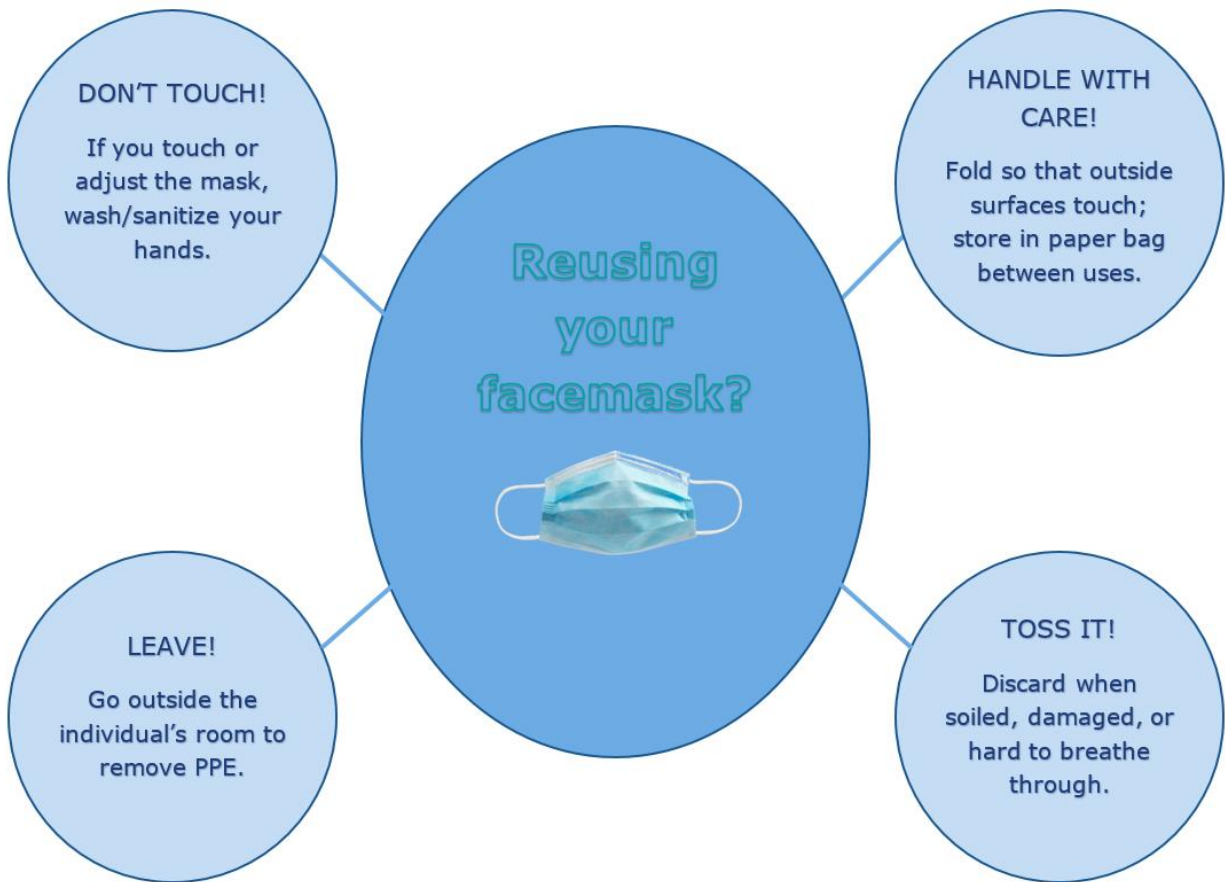 DON’T TOUCH!
If you touch or
adjust the mask,
wash/sanitize your
hands.
HANDLE WITH
CARE!
Fold so that outside
surfaces touch;
store in paper bag
between uses.
Reusing
your
facemask?
LEAVE!
Go outside the
individual’s room to
remove PPE.
TOSS IT!
Discard when
soiled, damaged, or
hard to breathe
through.